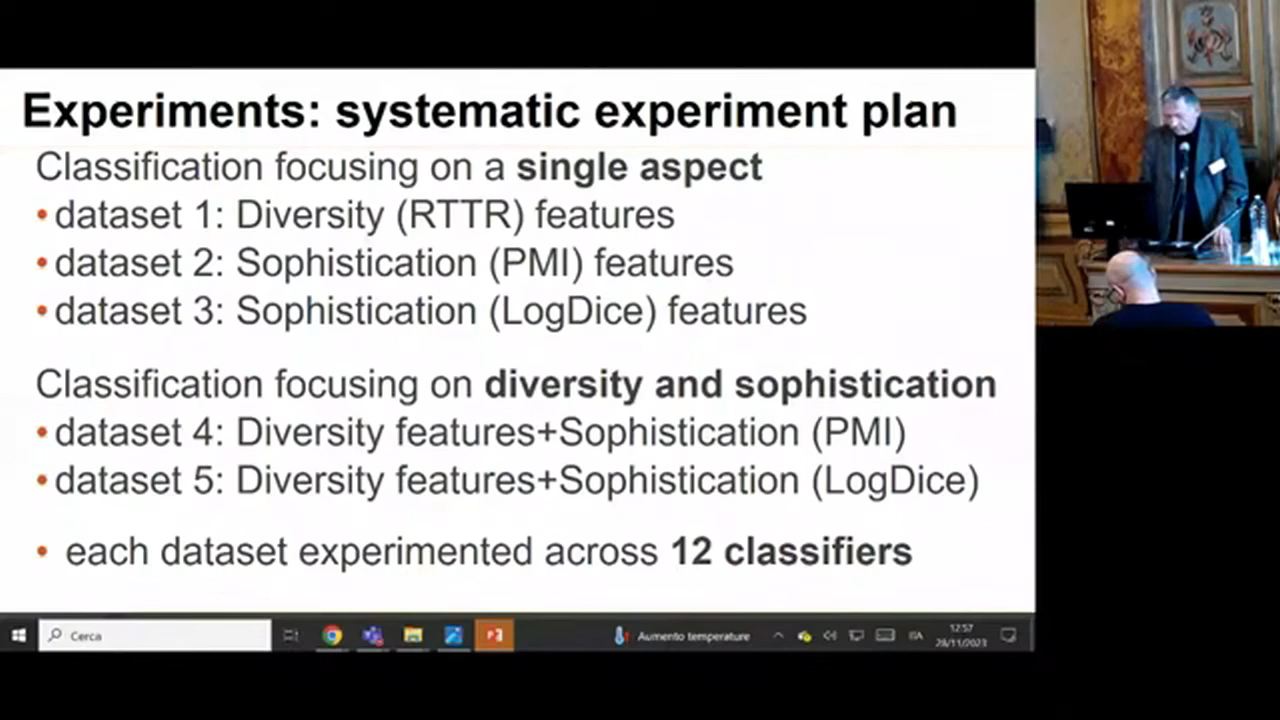 Experiments: systematic experiment plan
Classification focusing on a single aspect
•dataset 1: Diversity (RTTR) features
•dataset 2: Sophistication (PMI) features
•dataset 3: Sophistication (LogDice) features
Classification focusing on diversity and sophistication
•dataset 4: Diversity features+Sophistication (PMI)
•dataset 5: Diversity features+Sophistication (LogDice)
• each dataset experimented across 12 classifiers
Cerca
Aumento temperature
ITA
12:57
28/11/2023